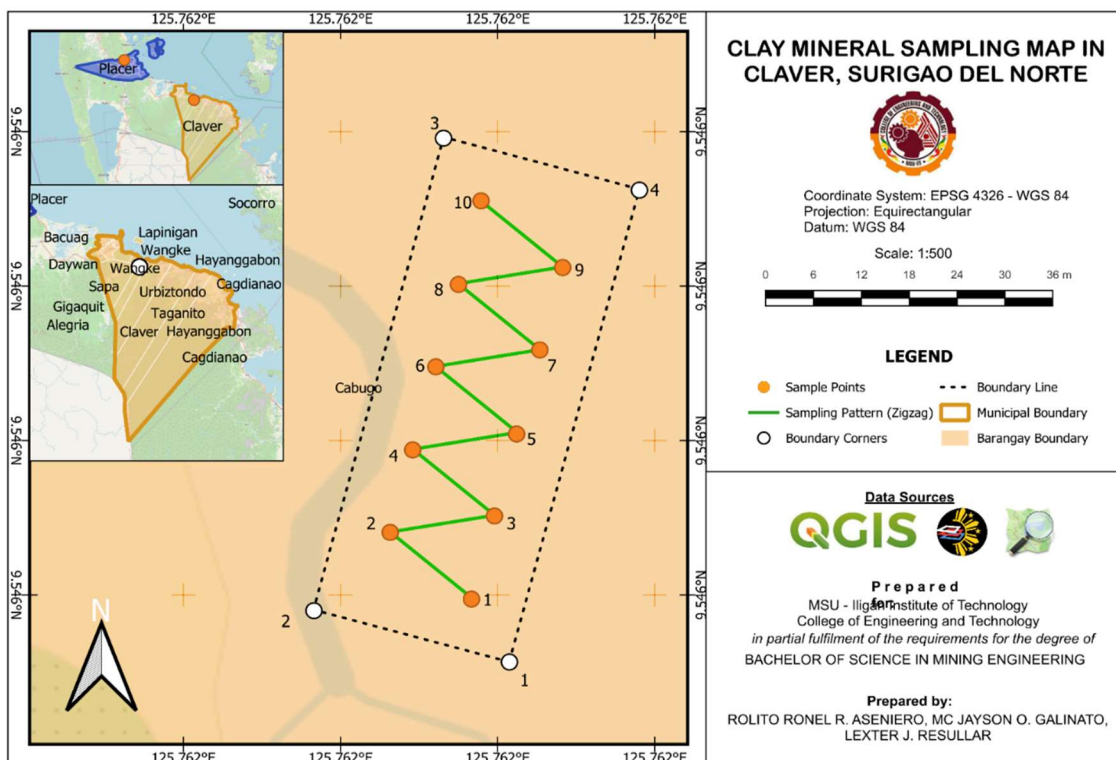 125.762°E 125.762°E 125.762°E 125.762°E
9.546°N 9.546°N
9.546°N 9.546°N
9.546°N 9.546°N
9.546°N 9.546°N
Placer
Claver
Placer
Socorro
Bacuag
Lapinigan
Wangke
Hayanggabon
Daywan
Wangke
Sapa
Urbiztondo
Cagdianao
Gigaquit
Taganito
Alegria
Claver
Hayanggabon
Cagdianao
Cabugo
3
4
10
9
8
7
6
5
4
3
2
1
2
1
N
125.762°E 125.762°E 125.762°E 125.762°E
CLAY MINERAL SAMPLING MAP IN
CLAVER, SURIGAO DEL NORTE
Coordinate System: EPSG 4326 - WGS 84
Projection: Equirectangular
Datum: WGS 84
Scale: 1:500
0 6 12 18 24 30 36 m
LEGEND
Sample Points
Boundary Line
Sampling Pattern (Zigzag)
Municipal Boundary
Boundary Corners
Barangay Boundary
Data Sources
QGIS
Prepared
for:
MSU - Iligan Institute of Technology
College of Engineering and Technology
in partial fulfilment of the requirements for the degree of
BACHELOR OF SCIENCE IN MINING ENGINEERING
Prepared by:
ROLITO RONEL R. ASENIERO, MC JAYSON O. GALINATO,
LEXTER J. RESULLAR